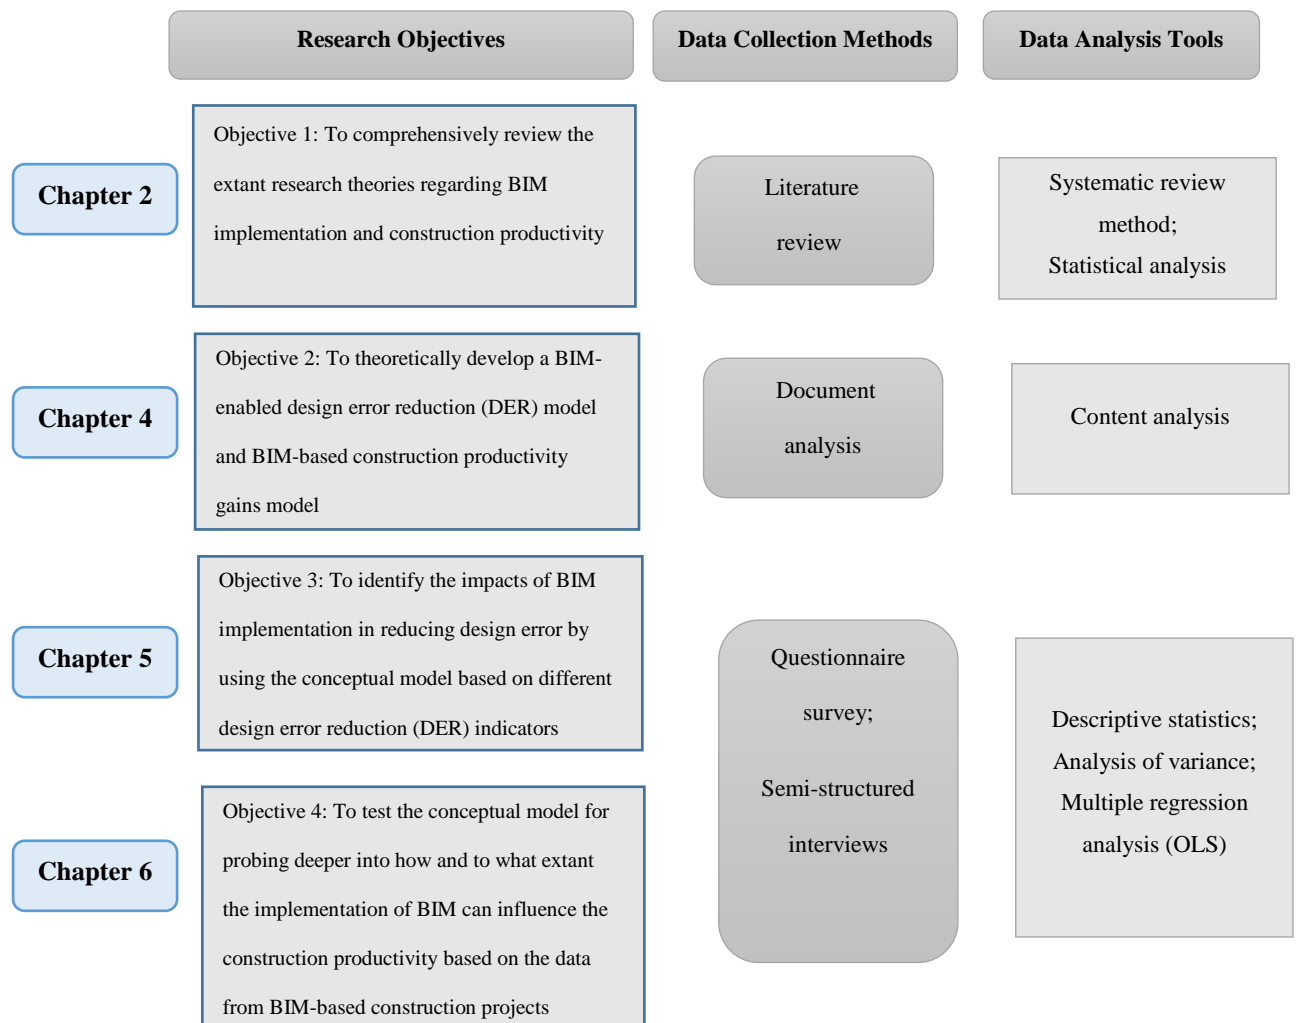 Research Objectives
Data Collection Methods
Data Analysis Tools
Chapter 2
Objective 1: To comprehensively review the
extant research theories regarding BIM
implementation and construction productivity
Literature
review
Systematic review
method;
Statistical analysis
Chapter 4
Objective 2: To theoretically develop a BIM-
enabled design error reduction (DER) model
and BIM-based construction productivity
gains model
Document
analysis
Content analysis
Chapter 5
Objective 3: To identify the impacts of BIM
implementation in reducing design error by
using the conceptual model based on different
design error reduction (DER) indicators
Questionnaire
survey;
Semi-structured
interviews
Descriptive statistics;
Analysis of variance;
Multiple regression
analysis (OLS)
Chapter 6
Objective 4: To test the conceptual model for
probing deeper into how and to what extant
the implementation of BIM can influence the
construction productivity based on the data
from BIM-based construction projects